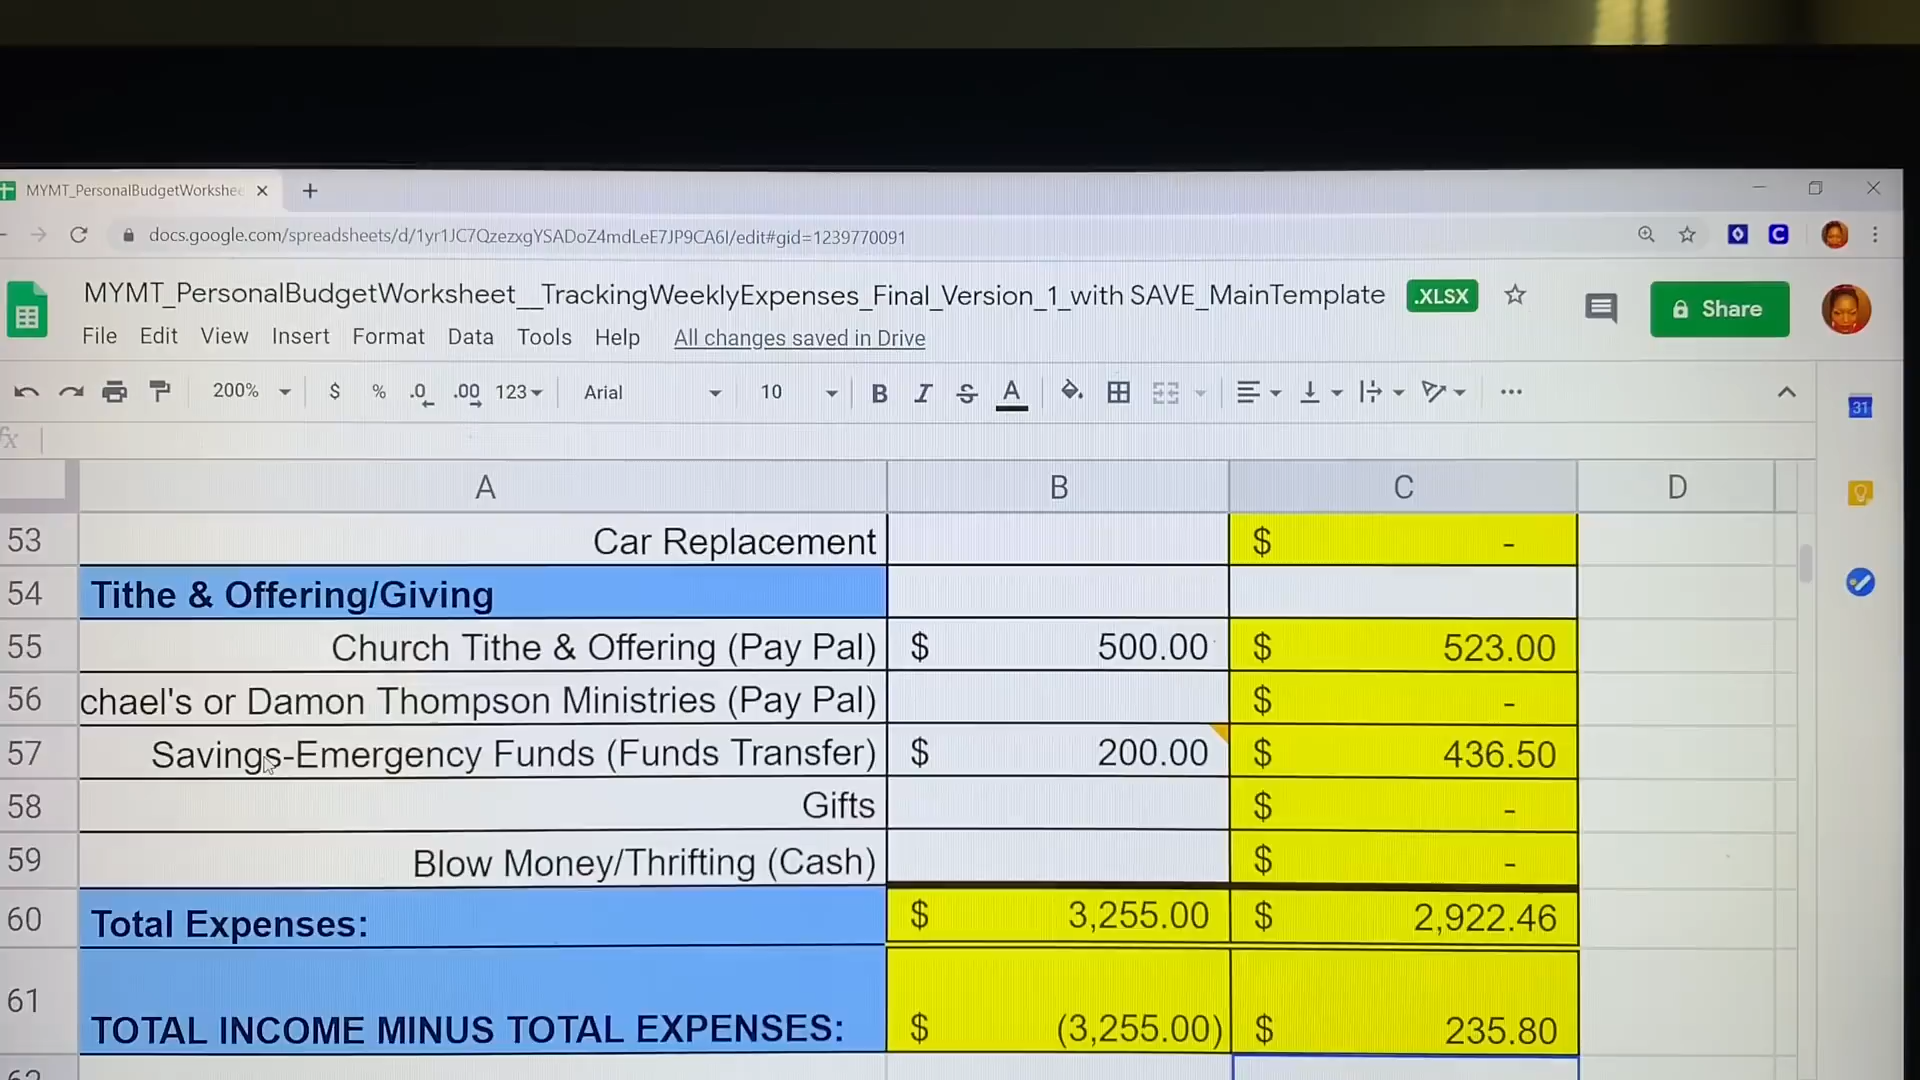 MYMT_PersonalBudgetWorkshee
docs.google.com/spreadsheets/d/1yr1JC7QzezxgYSADoZ4mdLeE7JP9CA6I/edit#gid=1239770091
MYMT_PersonalBudgetWorksheet__TrackingWeeklyExpenses_Final_Version_1_with SAVE_MainTemplate .XLSX Share
File Edit View Insert Format Data Tools Help All changes saved in Drive
200% $ % .0 .00 123 Arial 10 B I S A ... 31
fx
A B C D
53 Car Replacement $ -
54 Tithe & Offering/Giving
55 Church Tithe & Offering (Pay Pal) $ 500.00 $ 523.00
56 chael's or Damon Thompson Ministries (Pay Pal) $ -
57 Savings-Emergency Funds (Funds Transfer) $ 200.00 $ 436.50
58 Gifts $ -
59 Blow Money/Thrifting (Cash) $ -
60 Total Expenses: $ 3,255.00 $ 2,922.46
61 TOTAL INCOME MINUS TOTAL EXPENSES: $ (3,255.00) $ 235.80